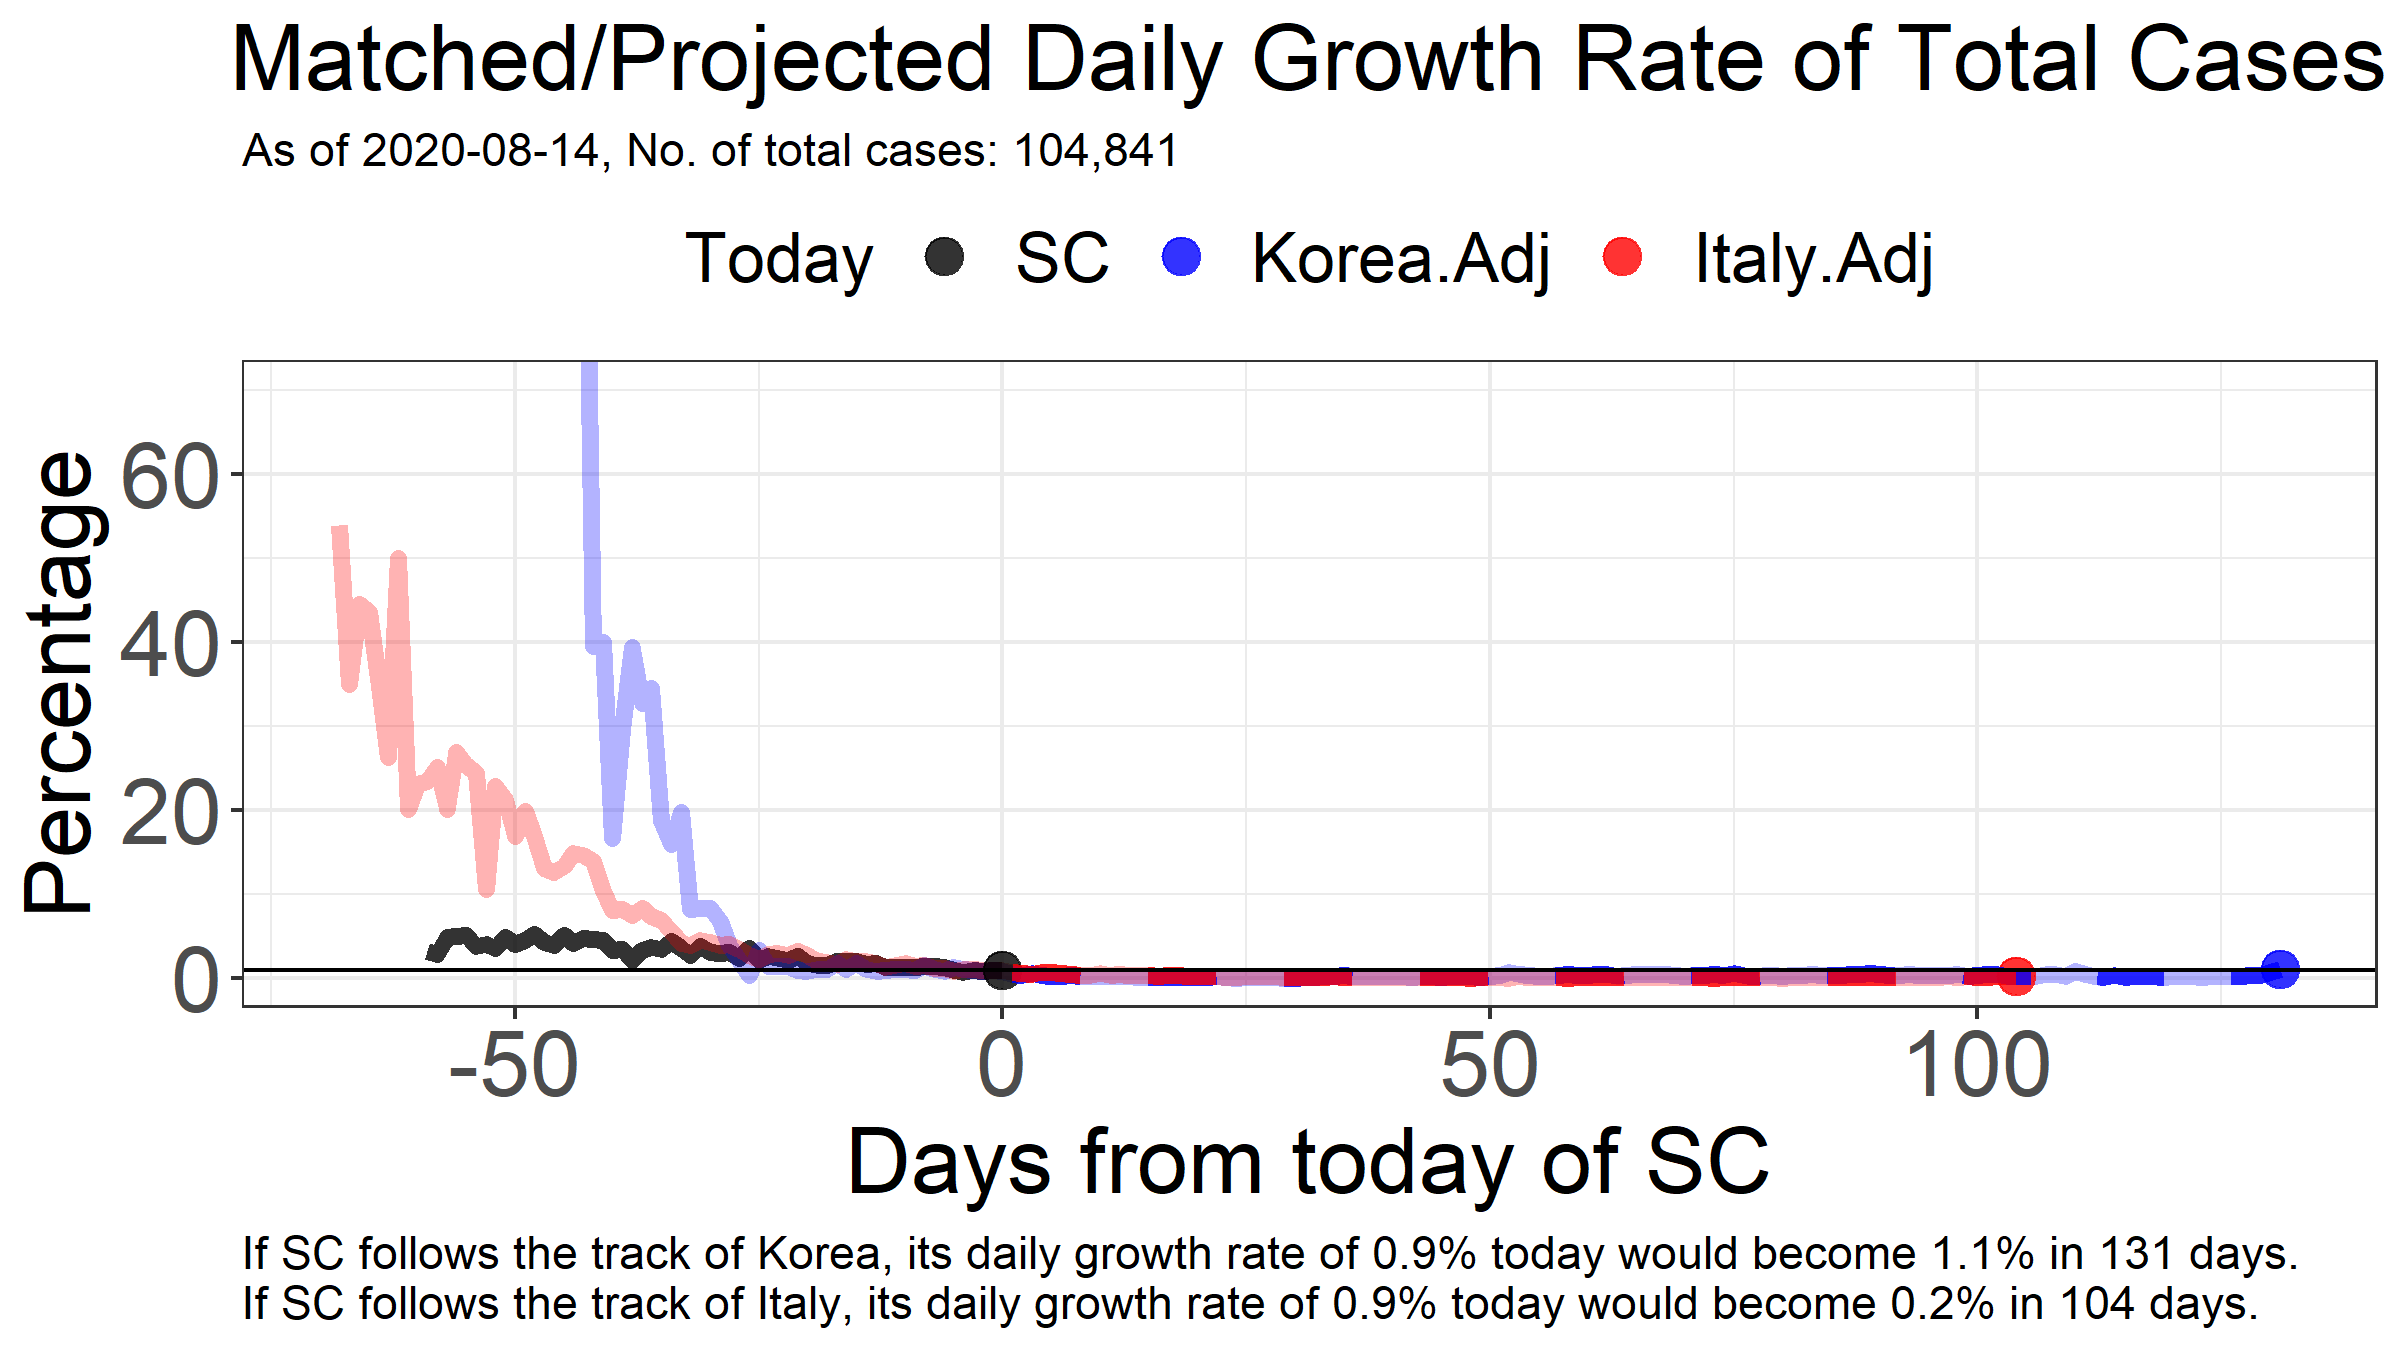 Matched/Projected Daily Growth Rate of Total Cases
As of 2020-08-14, No. of total cases: 104,841
Today SC Korea.Adj Italy.Adj
Percentage
60
40
20
0
-50 0 50 100
Days from today of SC
If SC follows the track of Korea, its daily growth rate of 0.9% today would become 1.1% in 131 days.
If SC follows the track of Italy, its daily growth rate of 0.9% today would become 0.2% in 104 days.